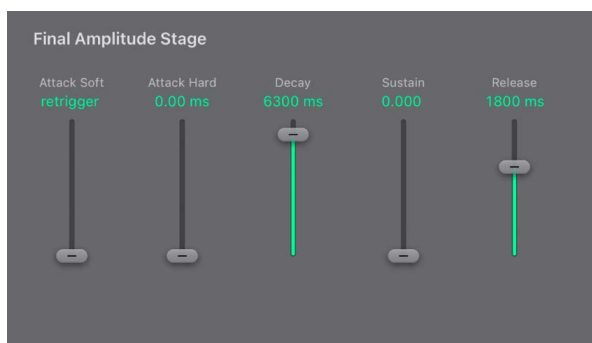 Final Amplitude Stage
Attack Soft Attack Hard Decay Sustain Release
retrigger 0.00 ms 6300 ms 0.000 1800 ms